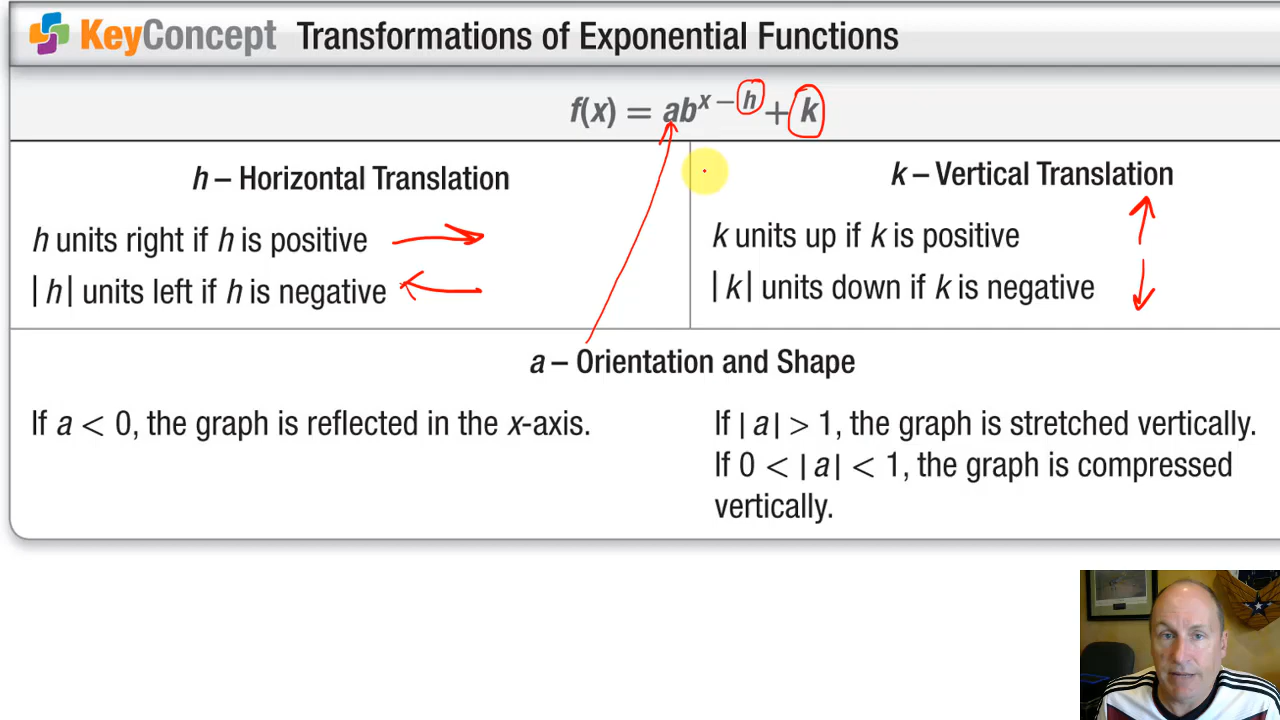 KeyConcept Transformations of Exponential Functions
f(x) = ab^{x – h} + k
h – Horizontal Translation
h units right if h is positive
|h| units left if h is negative
k – Vertical Translation
k units up if k is positive
|k| units down if k is negative
a – Orientation and Shape
If a < 0, the graph is reflected in the x-axis.
If |a| > 1, the graph is stretched vertically.
If 0 < |a| < 1, the graph is compressed
vertically.